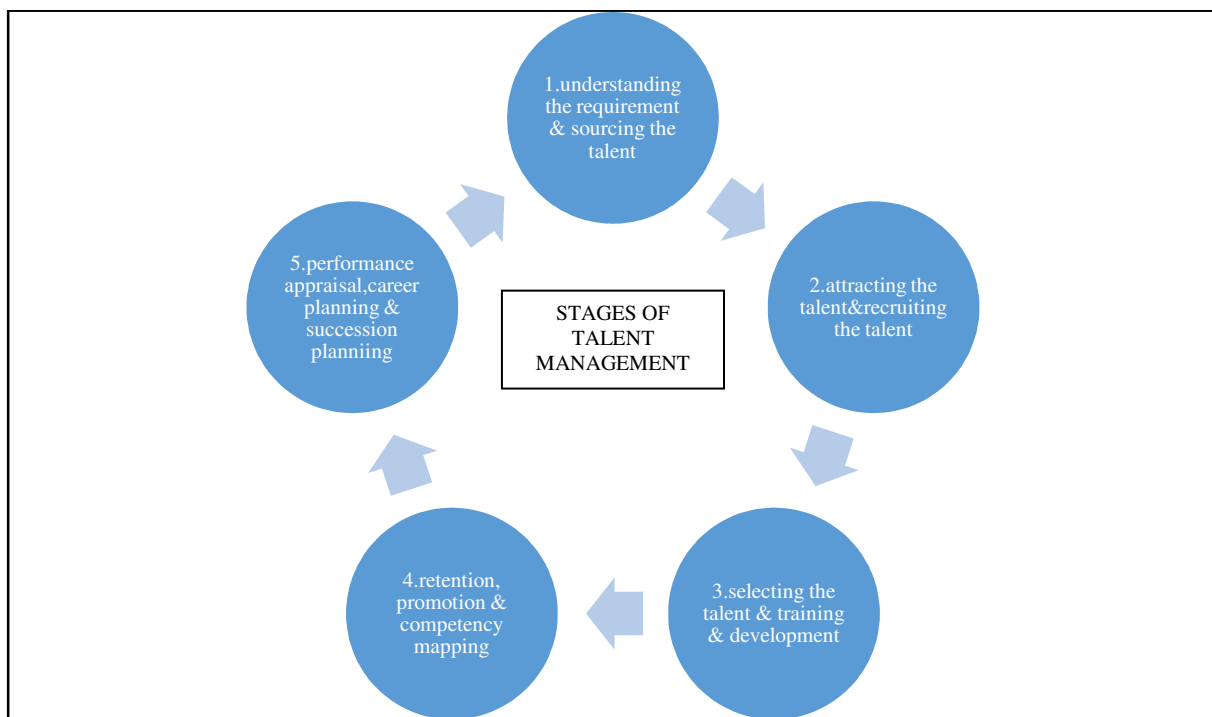 1.understanding
the requirement
& sourcing the
talent
2.attracting the
talent&recruiting
the talent
3.selecting the
talent & training
& development
4.retention,
promotion &
competency
mapping
5.performance
appraisal,career
planning &
succession
planniing
STAGES OF
TALENT
MANAGEMENT